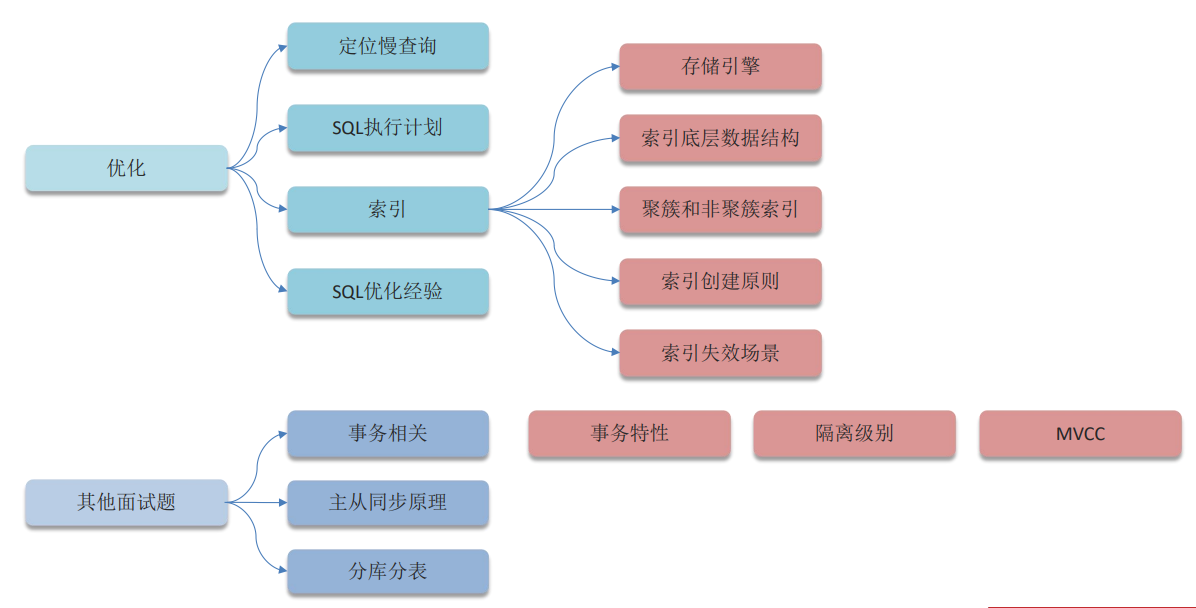 优化
定位慢查询
SQL执行计划
索引
SQL优化经验
存储引擎
索引底层数据结构
聚簇和非聚簇索引
索引创建原则
索引失效场景
其他面试题
事务相关
事务特性
隔离级别
MVCC
主从同步原理
分库分表